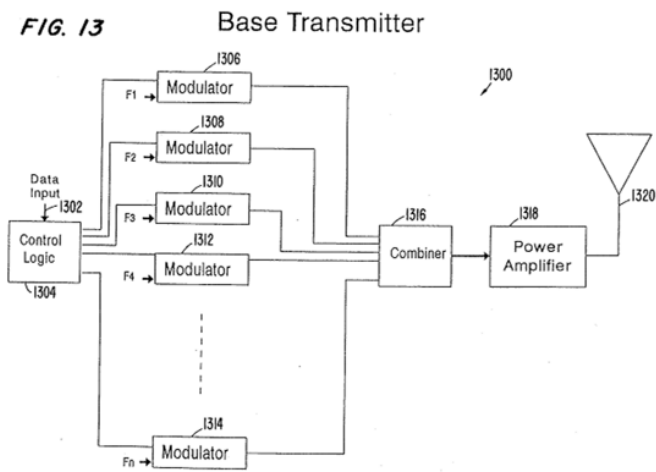 FIG. 13
Base Transmitter
1300
1306
Modulator
F1
1308
Modulator
F2
1310
Modulator
F3
1312
Modulator
F4
Data
Input
1302
Control
Logic
1304
1316
Combiner
1318
Power
Amplifier
1320
1314
Modulator
Fn